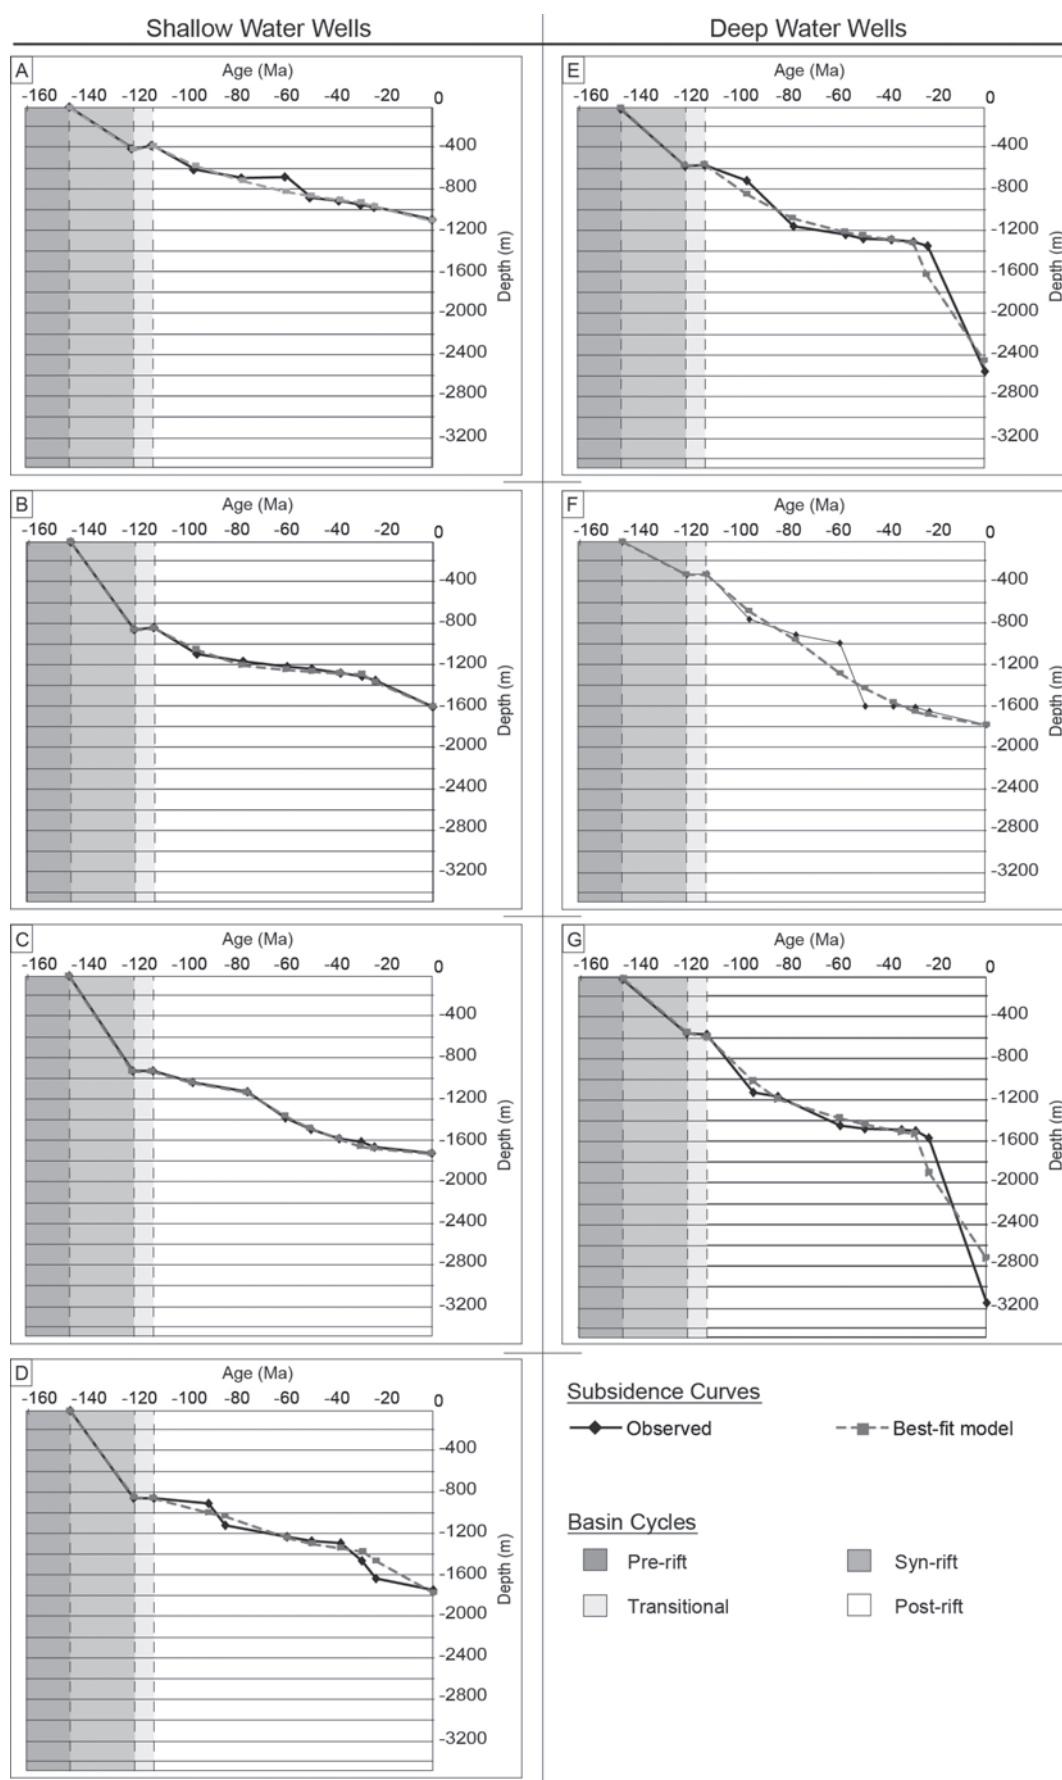 Shallow Water Wells
Deep Water Wells
A
Age (Ma)
-160 -140 -120 -100 -80 -60 -40 -20 0
-400
-800
-1200
-1600
-2000
-2400
-2800
-3200
Depth (m)
B
Age (Ma)
-160 -140 -120 -100 -80 -60 -40 -20 0
-400
-800
-1200
-1600
-2000
-2400
-2800
-3200
Depth (m)
C
Age (Ma)
-160 -140 -120 -100 -80 -60 -40 -20 0
-400
-800
-1200
-1600
-2000
-2400
-2800
-3200
Depth (m)
D
Age (Ma)
-160 -140 -120 -100 -80 -60 -40 -20 0
-400
-800
-1200
-1600
-2000
-2400
-2800
-3200
Depth (m)
E
Age (Ma)
-160 -140 -120 -100 -80 -60 -40 -20 0
-400
-800
-1200
-1600
-2000
-2400
-2800
-3200
Depth (m)
F
Age (Ma)
-160 -140 -120 -100 -80 -60 -40 -20 0
-400
-800
-1200
-1600
-2000
-2400
-2800
-3200
Depth (m)
G
Age (Ma)
-160 -140 -120 -100 -80 -60 -40 -20 0
-400
-800
-1200
-1600
-2000
-2400
-2800
-3200
Depth (m)
Subsidence Curves
Observed
Best-fit model
Basin Cycles
Pre-rift
Syn-rift
Transitional
Post-rift